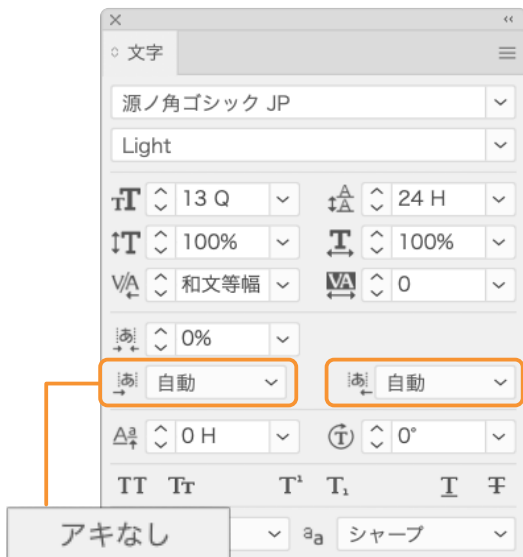 文字
源ノ角ゴシック JP
Light
13 Q 24 H
100% 100%
和文等幅 0
0%
自動 自動
0 H 0°
TT Tr T¹ T₁ T T
アキなし
aa シャープ